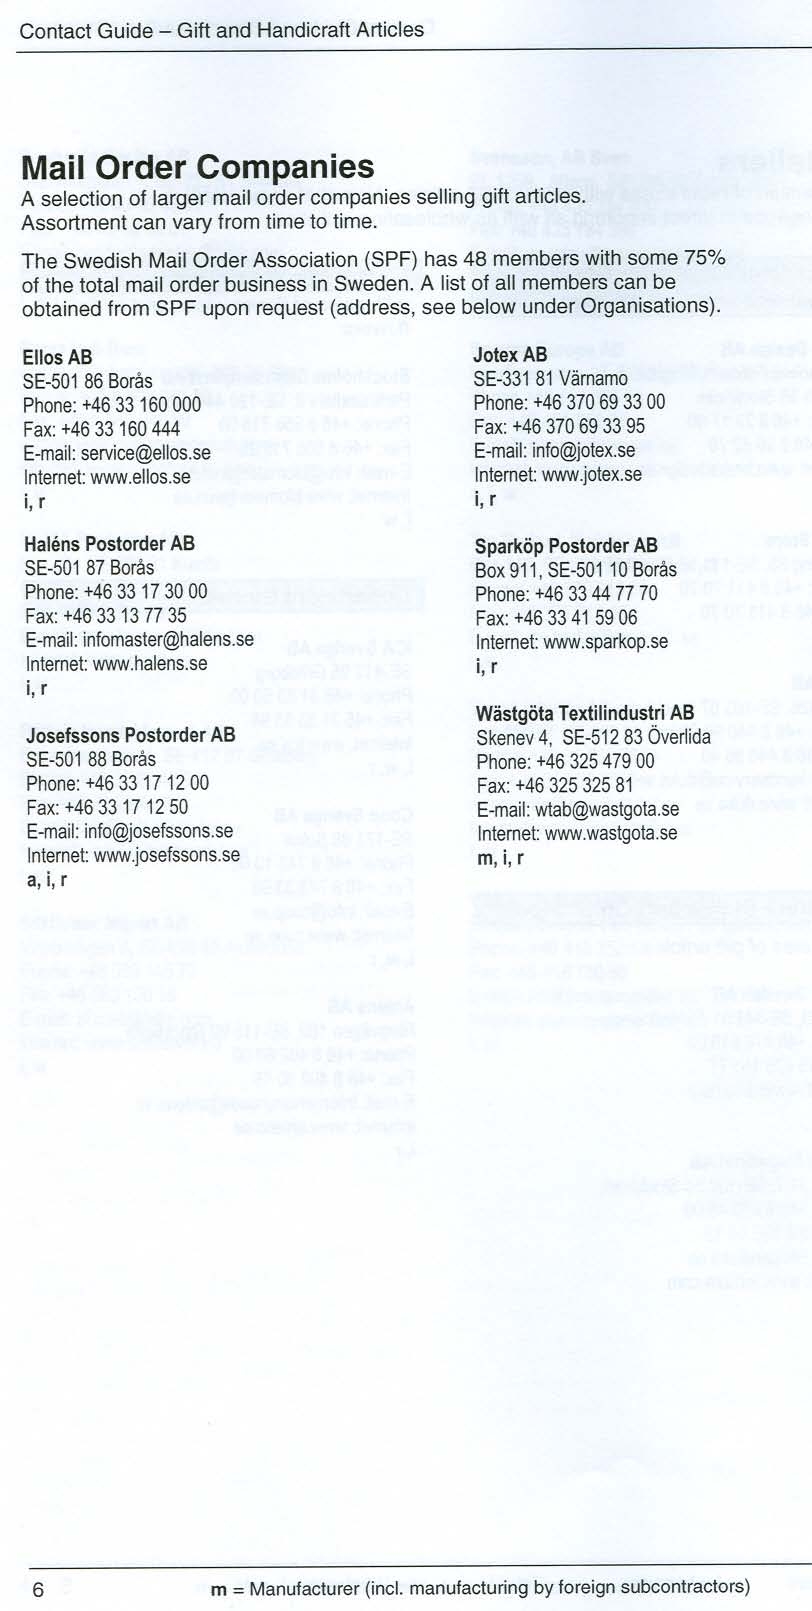 Contact Guide – Gift and Handicraft Articles
Mail Order Companies
A selection of larger mail order companies selling gift articles.
Assortment can vary from time to time.
The Swedish Mail Order Association (SPF) has 48 members with some 75%
of the total mail order business in Sweden. A list of all members can be
obtained from SPF upon request (address, see below under Organisations).
Ellos AB
SE-501 86 Borås
Phone: +46 33 160 000
Fax: +46 33 160 444
E-mail: service@ellos.se
Internet: www.ellos.se
i, r
Haléns Postorder AB
SE-501 87 Borås
Phone: +46 33 17 30 00
Fax: +46 33 13 77 35
E-mail: infomaster@halens.se
Internet: www.halens.se
i, r
Josefssons Postorder AB
SE-501 88 Borås
Phone: +46 33 17 12 00
Fax: +46 33 17 12 50
E-mail: info@josefssons.se
Internet: www.josefssons.se
a, i, r
Jotex AB
SE-331 81 Värnamo
Phone: +46 370 69 33 00
Fax: +46 370 69 33 95
E-mail: info@jotex.se
Internet: www.jotex.se
i, r
Sparköp Postorder AB
Box 911, SE-501 10 Borås
Phone: +46 33 44 77 70
Fax: +46 33 41 59 06
Internet: www.sparkop.se
i, r
Wästgöta Textilindustri AB
Skenev 4, SE-512 83 Överlida
Phone: +46 325 479 00
Fax: +46 325 325 81
E-mail: wtab@wastgota.se
Internet: www.wastgota.se
m, i, r
6 m = Manufacturer (incl. manufacturing by foreign subcontractors)